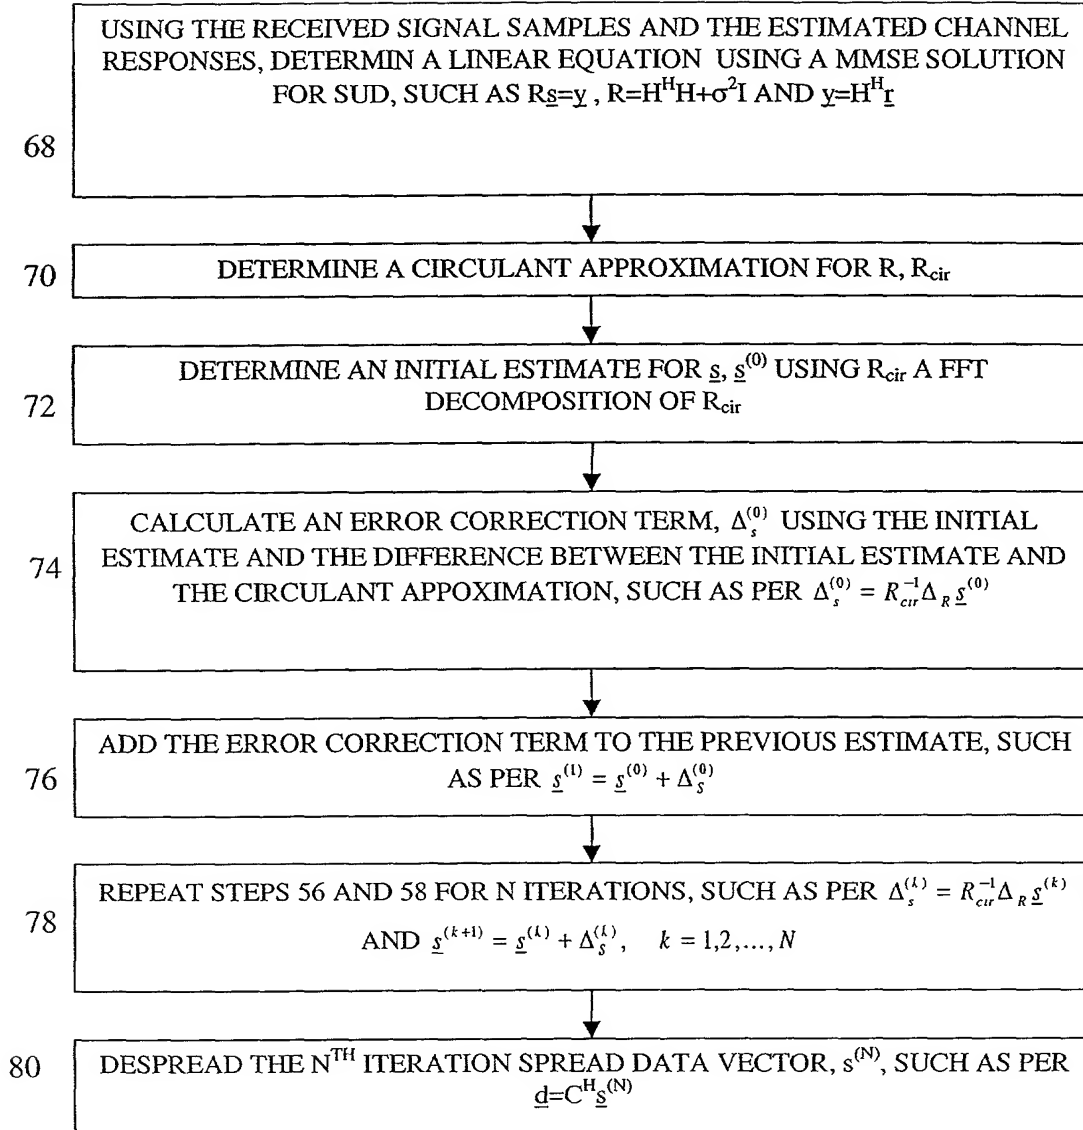 USING THE RECEIVED SIGNAL SAMPLES AND THE ESTIMATED CHANNEL
RESPONSES, DETERMIN A LINEAR EQUATION USING A MMSE SOLUTION
FOR SUD, SUCH AS Rs̲=y̲ , R=HᴴH+σ²I AND y̲=Hᴴr̲
68
70
DETERMINE A CIRCULANT APPROXIMATION FOR R, R_cir
DETERMINE AN INITIAL ESTIMATE FOR s̲, s̲⁽⁰⁾ USING R_cir A FFT
72
DECOMPOSITION OF R_cir
CALCULATE AN ERROR CORRECTION TERM, Δ_s⁽⁰⁾ USING THE INITIAL
74
ESTIMATE AND THE DIFFERENCE BETWEEN THE INITIAL ESTIMATE AND
THE CIRCULANT APPOXIMATION, SUCH AS PER Δ_s⁽⁰⁾ = R_cir⁻¹Δ_R s̲⁽⁰⁾
ADD THE ERROR CORRECTION TERM TO THE PREVIOUS ESTIMATE, SUCH
76
AS PER s̲⁽¹⁾ = s̲⁽⁰⁾ + Δ_S⁽⁰⁾
REPEAT STEPS 56 AND 58 FOR N ITERATIONS, SUCH AS PER Δ_s⁽ᵏ⁾ = R_cir⁻¹Δ_R s̲⁽ᵏ⁾
78
AND s̲⁽ᵏ⁺¹⁾ = s̲⁽ᵏ⁾ + Δ_S⁽ᵏ⁾, k = 1,2,..., N
80
DESPREAD THE Nᵀᴴ ITERATION SPREAD DATA VECTOR, s⁽ᴺ⁾, SUCH AS PER
d̲=Cᴴs̲⁽ᴺ⁾